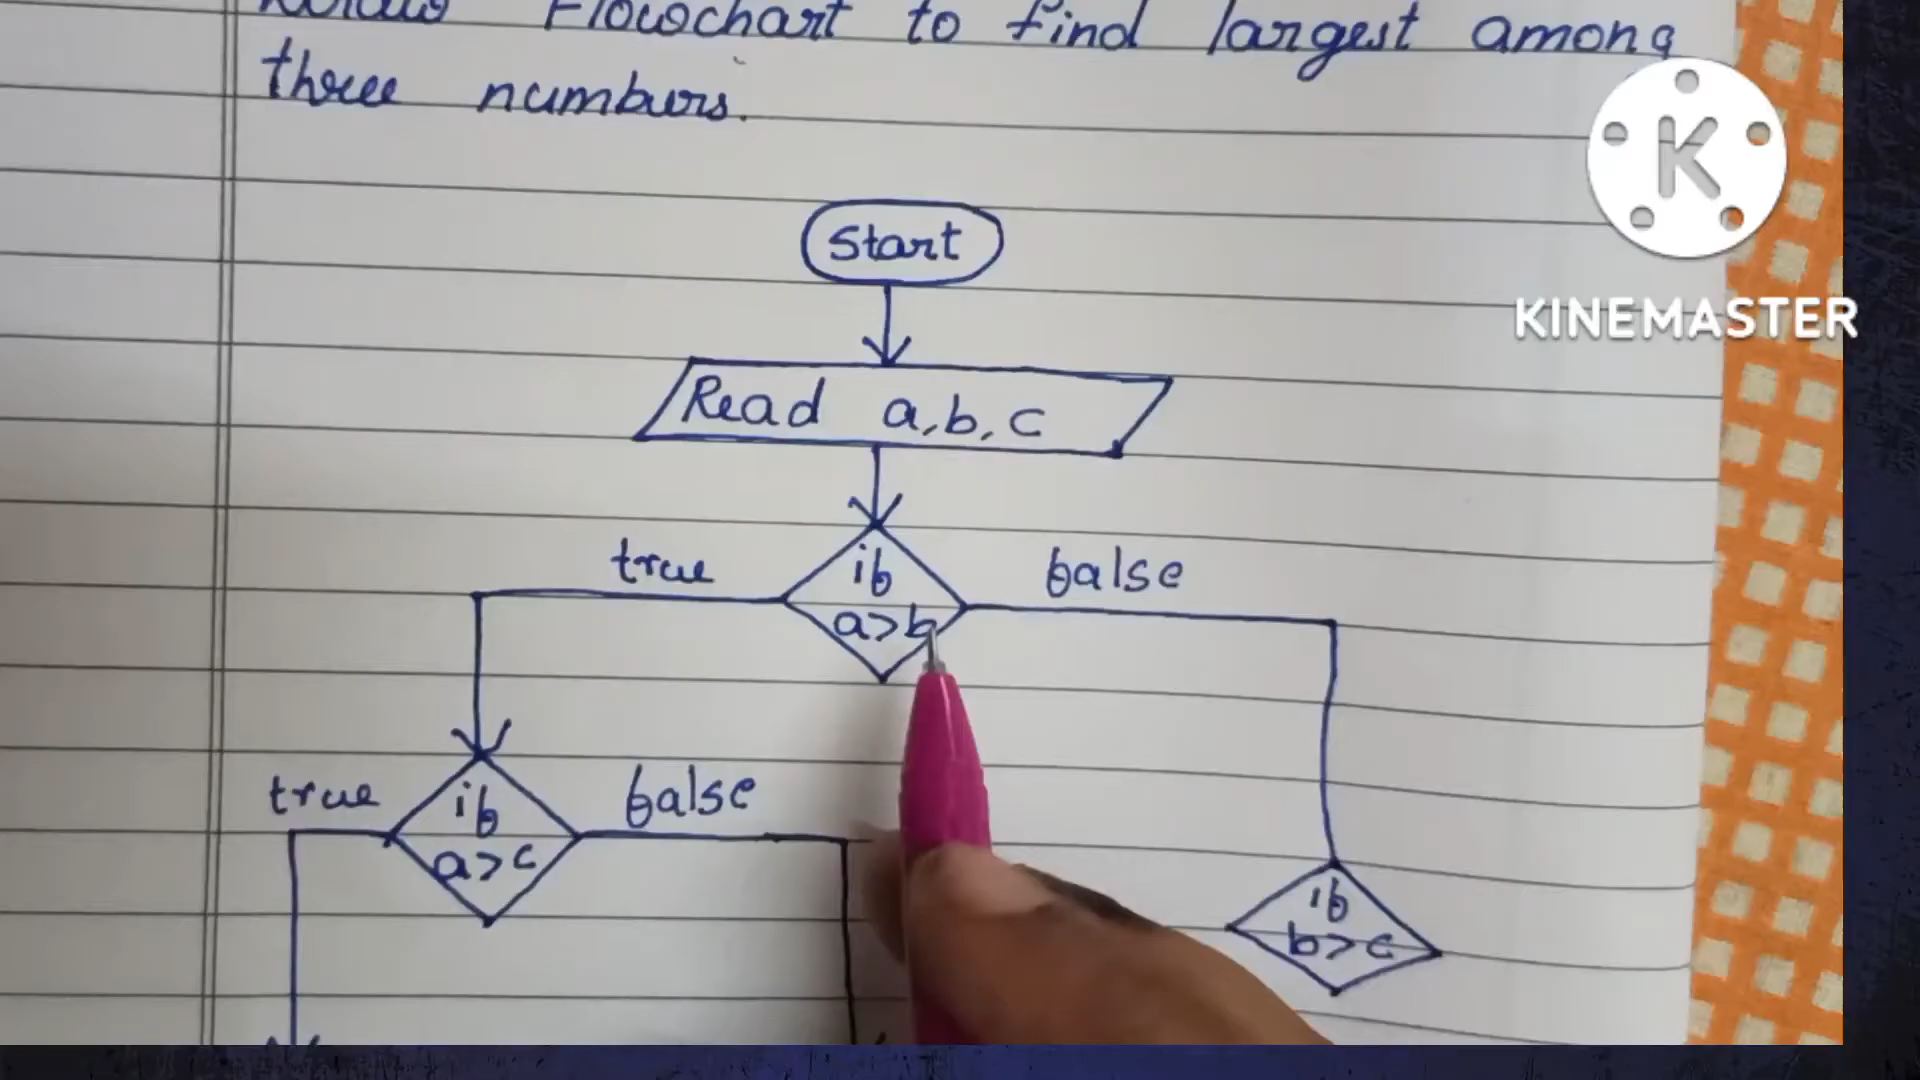 Flowchart to find largest among
three numbers.
Start
Read a, b, c
true
if
a>b
false
true
if
a>c
false
if
b>c
K
KINEMASTER